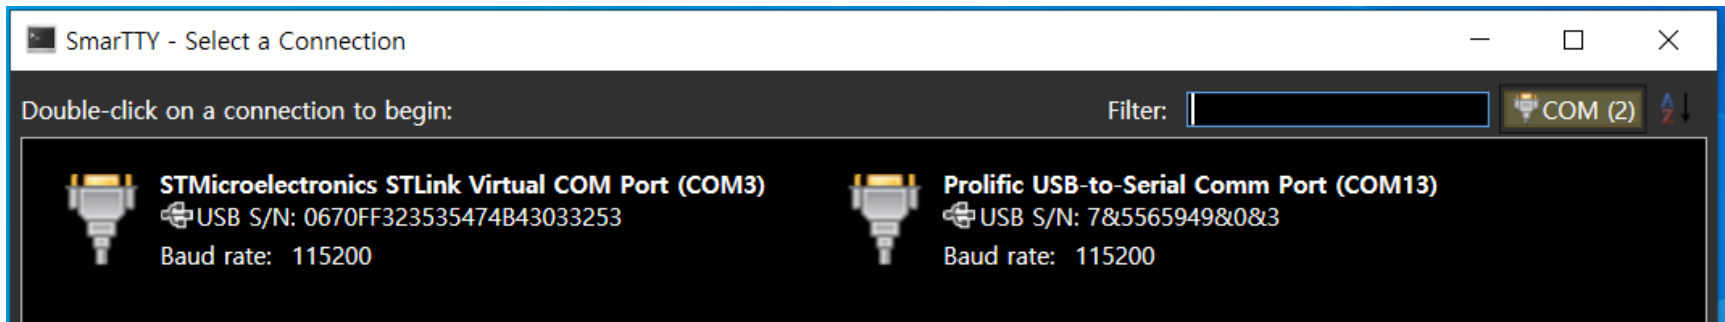 SmarTTY - Select a Connection
Double-click on a connection to begin:
Filter:
COM (2)
STMicroelectronics STLink Virtual COM Port (COM3)
USB S/N: 0670FF323535474B43033253
Baud rate: 115200
Prolific USB-to-Serial Comm Port (COM13)
USB S/N: 7&5565949&0&3
Baud rate: 115200